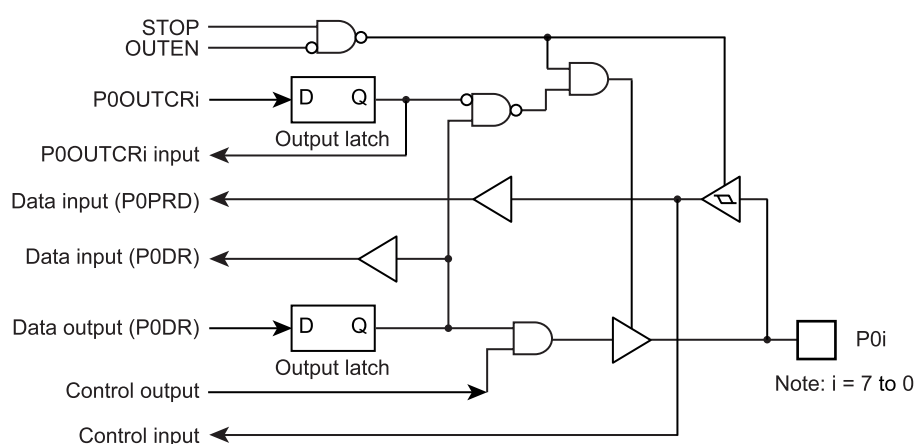 STOP
OUTEN
P0OUTCRi
D Q
Output latch
P0OUTCRi input
Data input (P0PRD)
Data input (P0DR)
Data output (P0DR)
D Q
Output latch
P0i
Note: i = 7 to 0
Control output
Control input